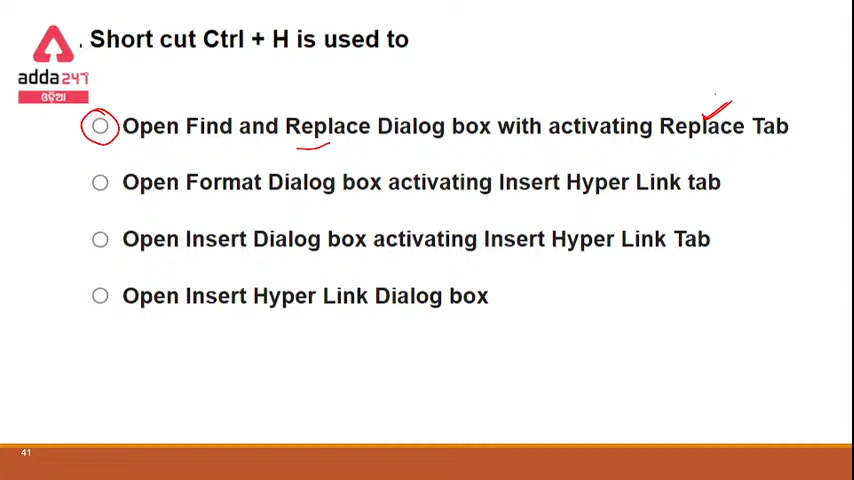 . Short cut Ctrl + H is used to
adda247
ଓଡ଼ିଆ
Open Find and Replace Dialog box with activating Replace Tab
Open Format Dialog box activating Insert Hyper Link tab
Open Insert Dialog box activating Insert Hyper Link Tab
Open Insert Hyper Link Dialog box
41